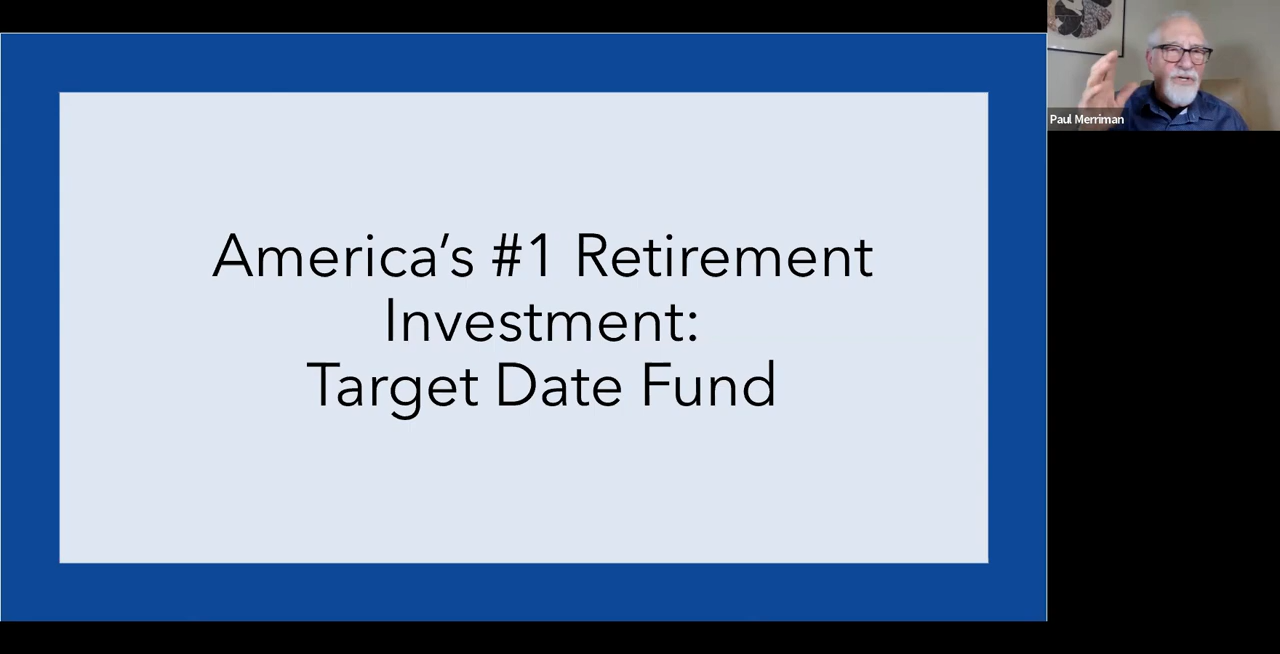 America’s #1 Retirement
Investment:
Target Date Fund
Paul Merriman